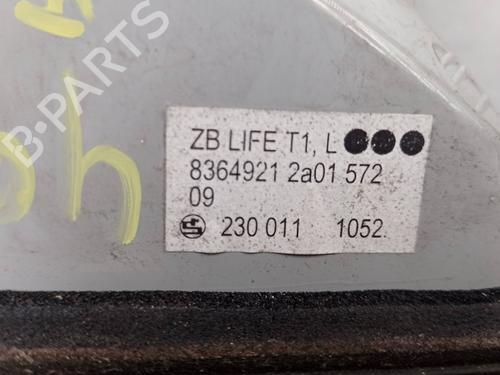 ZB LIFE T1, L
8364921 2a01 572
09
230 011 1052
B-PARTS